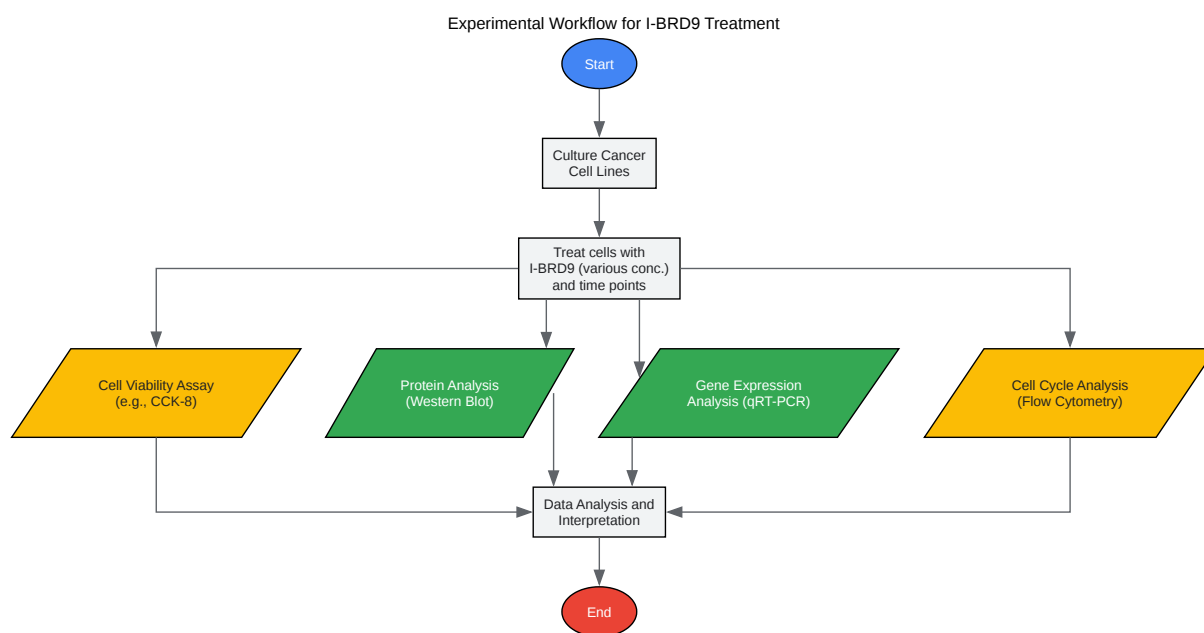 Experimental Workflow for I-BRD9 Treatment
Start
Culture Cancer
Cell Lines
Treat cells with
I-BRD9 (various conc.)
and time points
Cell Viability Assay
(e.g., CCK-8)
Protein Analysis
(Western Blot)
Gene Expression
Analysis (qRT-PCR)
Cell Cycle Analysis
(Flow Cytometry)
Data Analysis and
Interpretation
End